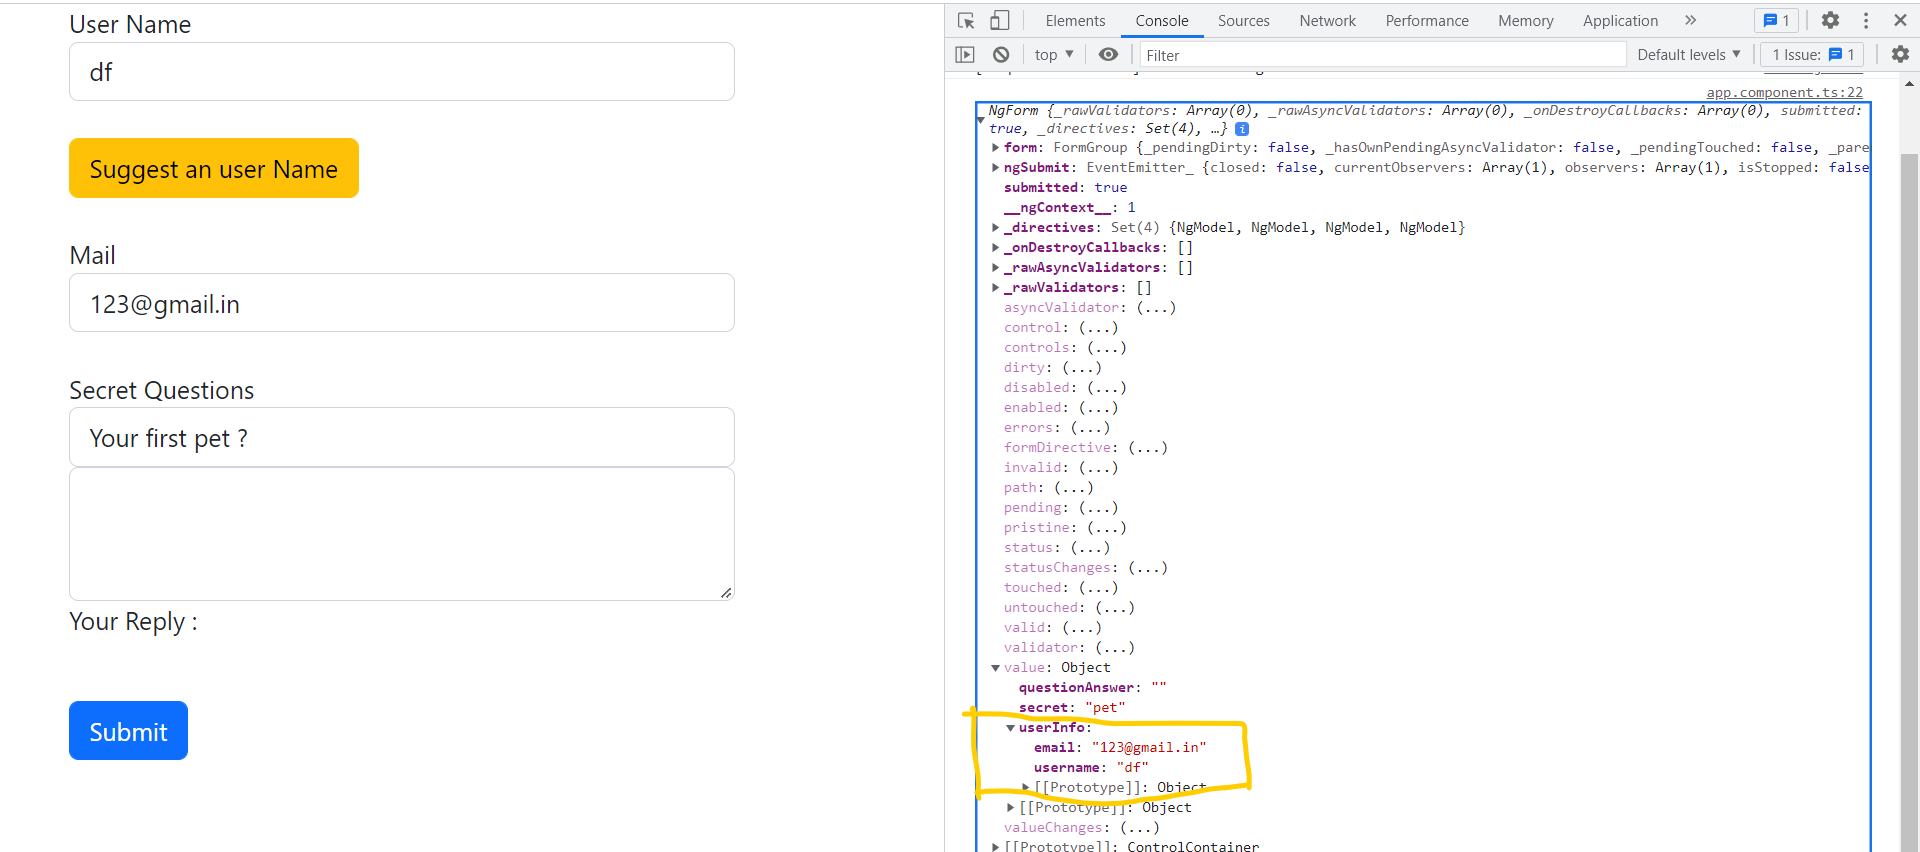 User Name
df
Suggest an user Name
Mail
123@gmail.in
Secret Questions
Your first pet ?
Your Reply :
Submit
Elements Console Sources Network Performance Memory Application » 1
top ▼ Filter Default levels ▼ 1 Issue: 1
app.component.ts:22
NgForm {_rawValidators: Array(0), _rawAsyncValidators: Array(0), _onDestroyCallbacks: Array(0), submitted:
true, _directives: Set(4), …} i
form: FormGroup {_pendingDirty: false, _hasOwnPendingAsyncValidator: false, _pendingTouched: false, _pare
ngSubmit: EventEmitter_ {closed: false, currentObservers: Array(1), observers: Array(1), isStopped: false
submitted: true
__ngContext__: 1
_directives: Set(4) {NgModel, NgModel, NgModel, NgModel}
_onDestroyCallbacks: []
_rawAsyncValidators: []
_rawValidators: []
asyncValidator: (...)
control: (...)
controls: (...)
dirty: (...)
disabled: (...)
enabled: (...)
errors: (...)
formDirective: (...)
invalid: (...)
path: (...)
pending: (...)
pristine: (...)
status: (...)
statusChanges: (...)
touched: (...)
untouched: (...)
valid: (...)
validator: (...)
value: Object
questionAnswer: ""
secret: "pet"
userInfo:
email: "123@gmail.in"
username: "df"
[[Prototype]]: Object
[[Prototype]]: Object
valueChanges: (...)
[[Prototype]]: ControlContainer